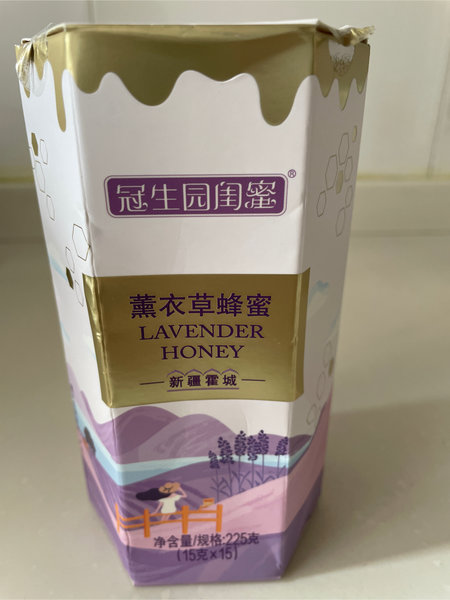 冠生园闺蜜®
薰衣草蜂蜜
LAVENDER
HONEY
新疆霍城
净含量/规格:225克
(15克×15)